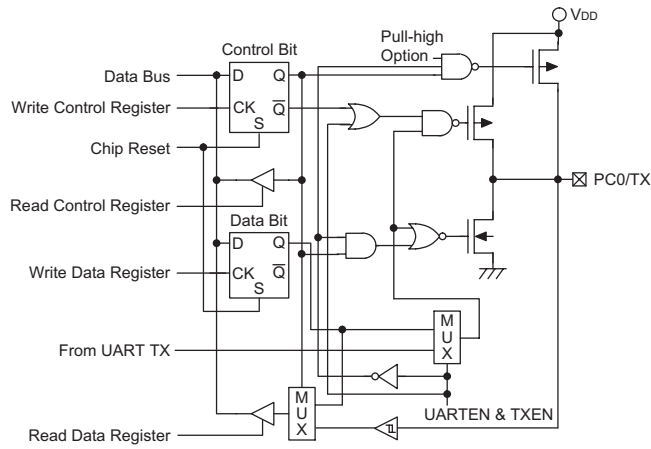 VDD
Pull-high
Option
Control Bit
Data Bus
D Q
Write Control Register
CK Q
S
Chip Reset
PC0/TX
Read Control Register
Data Bit
D Q
Write Data Register
CK Q
S
M
U
X
From UART TX
M
U
X
UARTEN & TXEN
Read Data Register